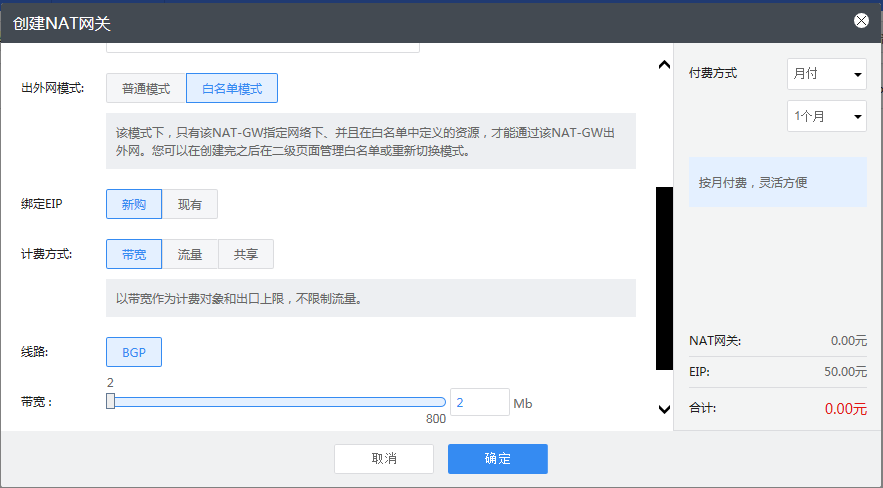 创建NAT网关
出外网模式:
普通模式
白名单模式
该模式下，只有该NAT-GW指定网络下、并且在白名单中定义的资源，才能通过该NAT-GW出
外网。您可以在创建完之后在二级页面管理白名单或重新切换模式。
绑定EIP
新购
现有
计费方式:
带宽
流量
共享
以带宽作为计费对象和出口上限，不限制流量。
线路:
BGP
2
带宽：
2
Mb
800
付费方式
月付
1个月
按月付费，灵活方便
NAT网关:
0.00元
EIP:
50.00元
合计:
0.00元
取消
确定